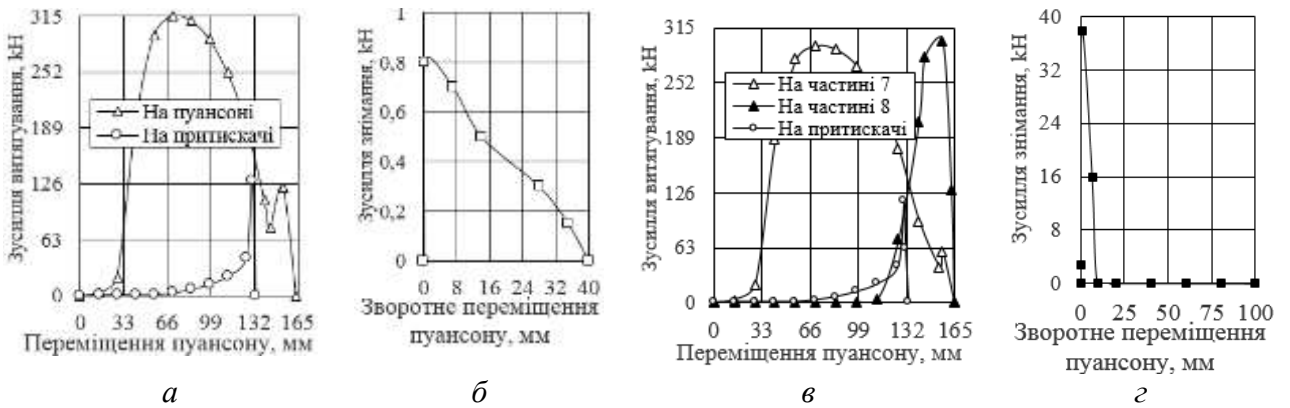 Зусилля витягування, kН
315
252
189
126
63
0
На пуансоні
На притискачі
0 33 66 99 132 165
Переміщення пуансону, мм
а
Зусилля знімання, kН
1
0,8
0,6
0,4
0,2
0
0 8 16 24 32 40
Зворотне переміщення
пуансону, мм
б
Зусилля витягування, kН
315
252
189
126
63
0
На частині 7
На частині 8
На притискачі
0 33 66 99 132 165
Переміщення пуансону, мм
в
Зусилля знімання, kН
40
32
24
16
8
0
0 25 50 75 100
Зворотне переміщення
пуансону, мм
г